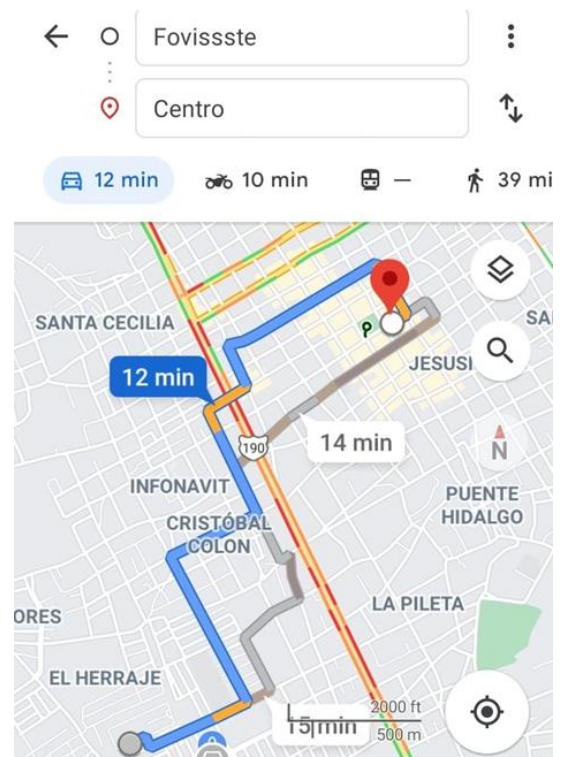 Fovissste
Centro
12 min
10 min
—
39 mi
SANTA CECILIA
SA
JESUSI
12 min
190
14 min
N
INFONAVIT
PUENTE
HIDALGO
CRISTÓBAL
COLON
ORES
LA PILETA
EL HERRAJE
15 min
2000 ft
500 m